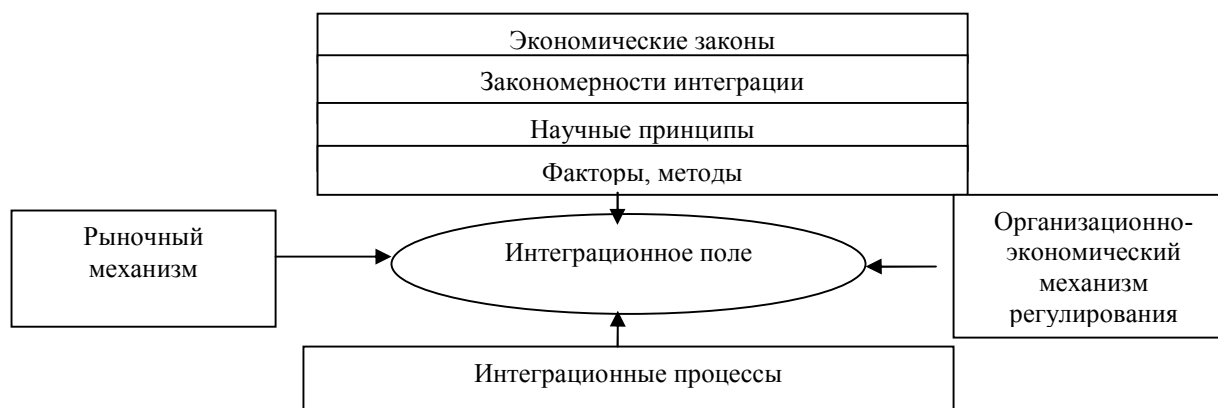 Экономические законы
Закономерности интеграции
Научные принципы
Факторы, методы
Рыночный
механизм
Интеграционное поле
Организационно-
экономический
механизм
регулирования
Интеграционные процессы